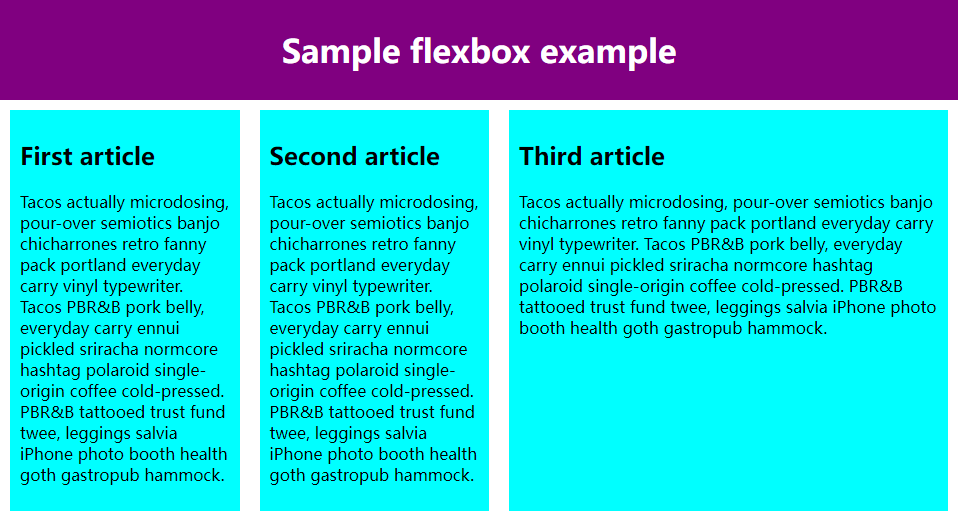 Sample flexbox example
First article
Tacos actually microdosing,
pour-over semiotics banjo
chicharrones retro fanny
pack portland everyday
carry vinyl typewriter.
Tacos PBR&B pork belly,
everyday carry ennui
pickled sriracha normcore
hashtag polaroid single-
origin coffee cold-pressed.
PBR&B tattooed trust fund
twee, leggings salvia
iPhone photo booth health
goth gastropub hammock.
Second article
Tacos actually microdosing,
pour-over semiotics banjo
chicharrones retro fanny
pack portland everyday
carry vinyl typewriter.
Tacos PBR&B pork belly,
everyday carry ennui
pickled sriracha normcore
hashtag polaroid single-
origin coffee cold-pressed.
PBR&B tattooed trust fund
twee, leggings salvia
iPhone photo booth health
goth gastropub hammock.
Third article
Tacos actually microdosing, pour-over semiotics banjo
chicharrones retro fanny pack portland everyday carry
vinyl typewriter. Tacos PBR&B pork belly, everyday
carry ennui pickled sriracha normcore hashtag
polaroid single-origin coffee cold-pressed. PBR&B
tattooed trust fund twee, leggings salvia iPhone photo
booth health goth gastropub hammock.